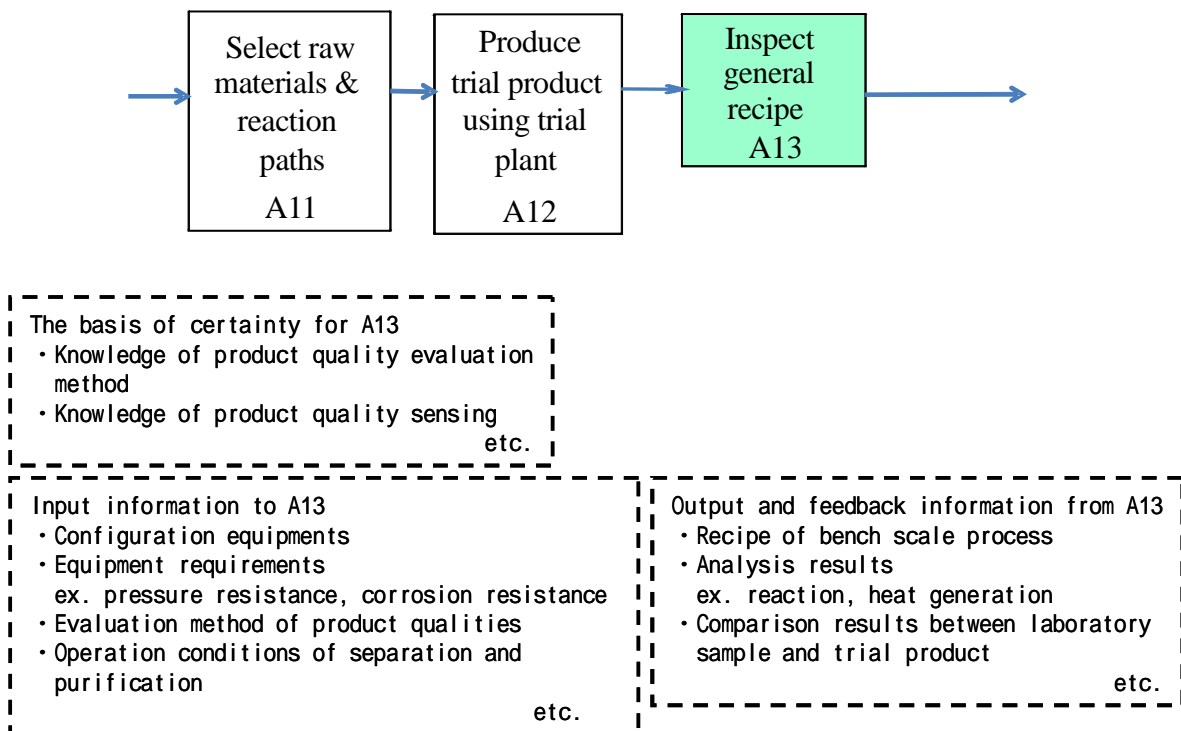 Select raw
materials &
reaction
paths
A11
Produce
trial product
using trial
plant
A12
Inspect
general
recipe
A13
The basis of certainty for A13
・Knowledge of product quality evaluation
method
・Knowledge of product quality sensing
etc.
Input information to A13
・Configuration equipments
・Equipment requirements
ex. pressure resistance, corrosion resistance
・Evaluation method of product qualities
・Operation conditions of separation and
purification
etc.
Output and feedback information from A13
・Recipe of bench scale process
・Analysis results
ex. reaction, heat generation
・Comparison results between laboratory
sample and trial product
etc.